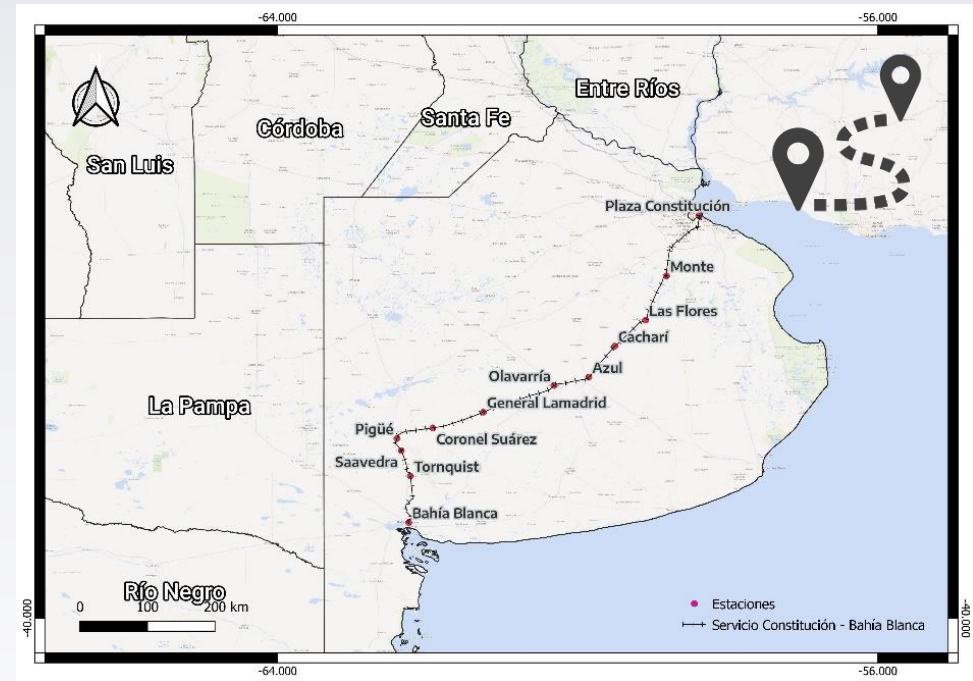 -64.000
-56.000
Entre Ríos
Santa Fe
Córdoba
San Luis
Plaza Constitución
Monte
Las Flores
Cacharí
Azul
Olavarría
General Lamadrid
La Pampa
Pigüé
Coronel Suárez
Saavedra
Tornquist
Bahía Blanca
Río Negro
0 100 200 km
Estaciones
Servicio Constitución - Bahía Blanca
-40.000
-40.000
-64.000
-56.000